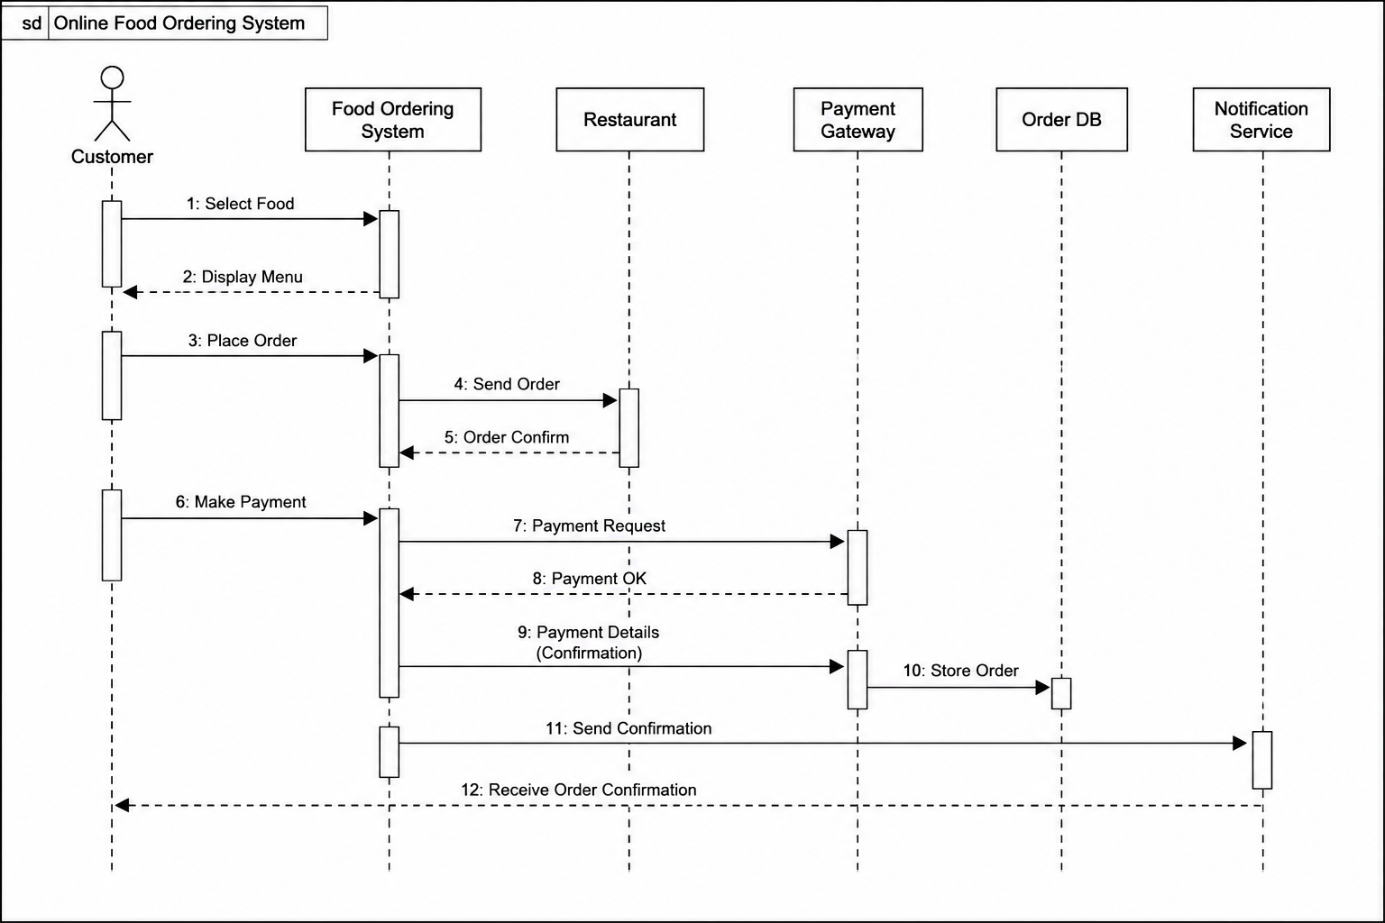 sd Online Food Ordering System
Customer
Food Ordering
System
Restaurant
Payment
Gateway
Order DB
Notification
Service
1: Select Food
2: Display Menu
3: Place Order
4: Send Order
5: Order Confirm
6: Make Payment
7: Payment Request
8: Payment OK
9: Payment Details
(Confirmation)
10: Store Order
11: Send Confirmation
12: Receive Order Confirmation